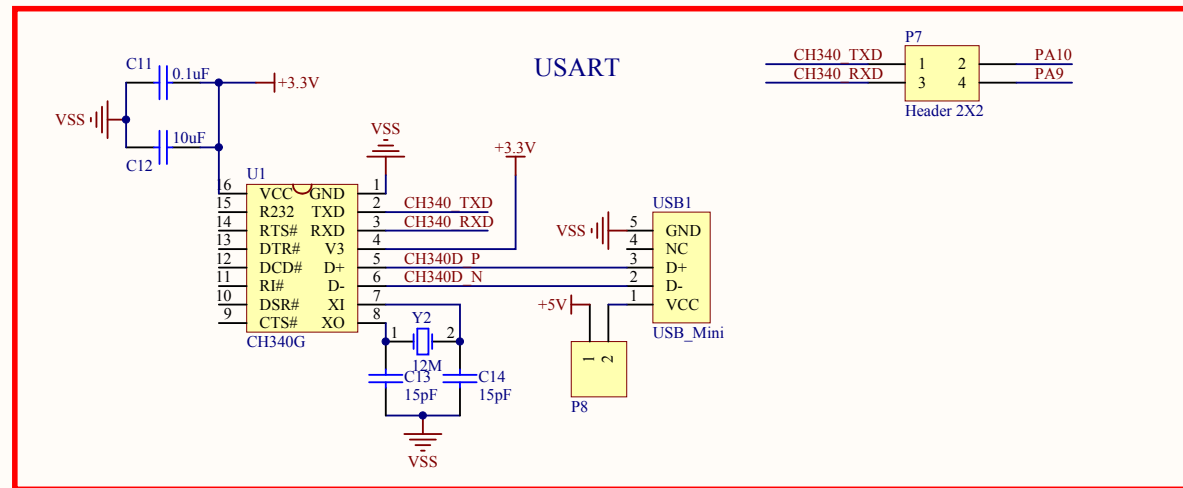 USART
C11
0.1uF
+3.3V
VSS
10uF
C12
P7
CH340_TXD 1 2 PA10
CH340_RXD 3 4 PA9
Header 2X2
VSS
+3.3V
U1
16 VCC GND 1
15 R232 TXD 2 CH340_TXD
14 RTS# RXD 3 CH340_RXD
13 DTR# V3 4
12 DCD# D+ 5 CH340D_P
11 RI# D- 6 CH340D_N
10 DSR# XI 7
9 CTS# XO 8
CH340G
USB1
VSS 5 GND
4 NC
3 D+
2 D-
1 VCC
USB_Mini
+5V
1 2
P8
Y2
1 2
12M
C13 C14
15pF 15pF
VSS